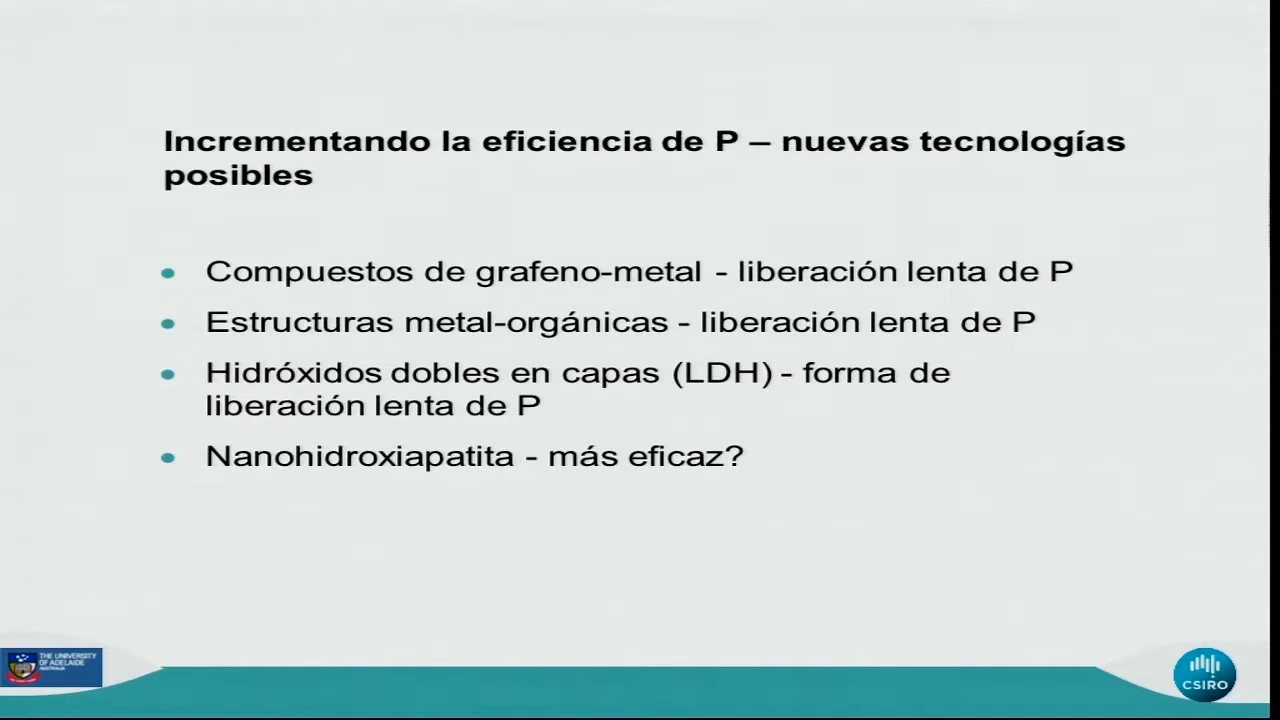 Incrementando la eficiencia de P – nuevas tecnologías
posibles
• Compuestos de grafeno-metal - liberación lenta de P
• Estructuras metal-orgánicas - liberación lenta de P
• Hidróxidos dobles en capas (LDH) - forma de
liberación lenta de P
• Nanohidroxiapatita - más eficaz?
THE UNIVERSITY
OF ADELAIDE
AUSTRALIA
CSIRO